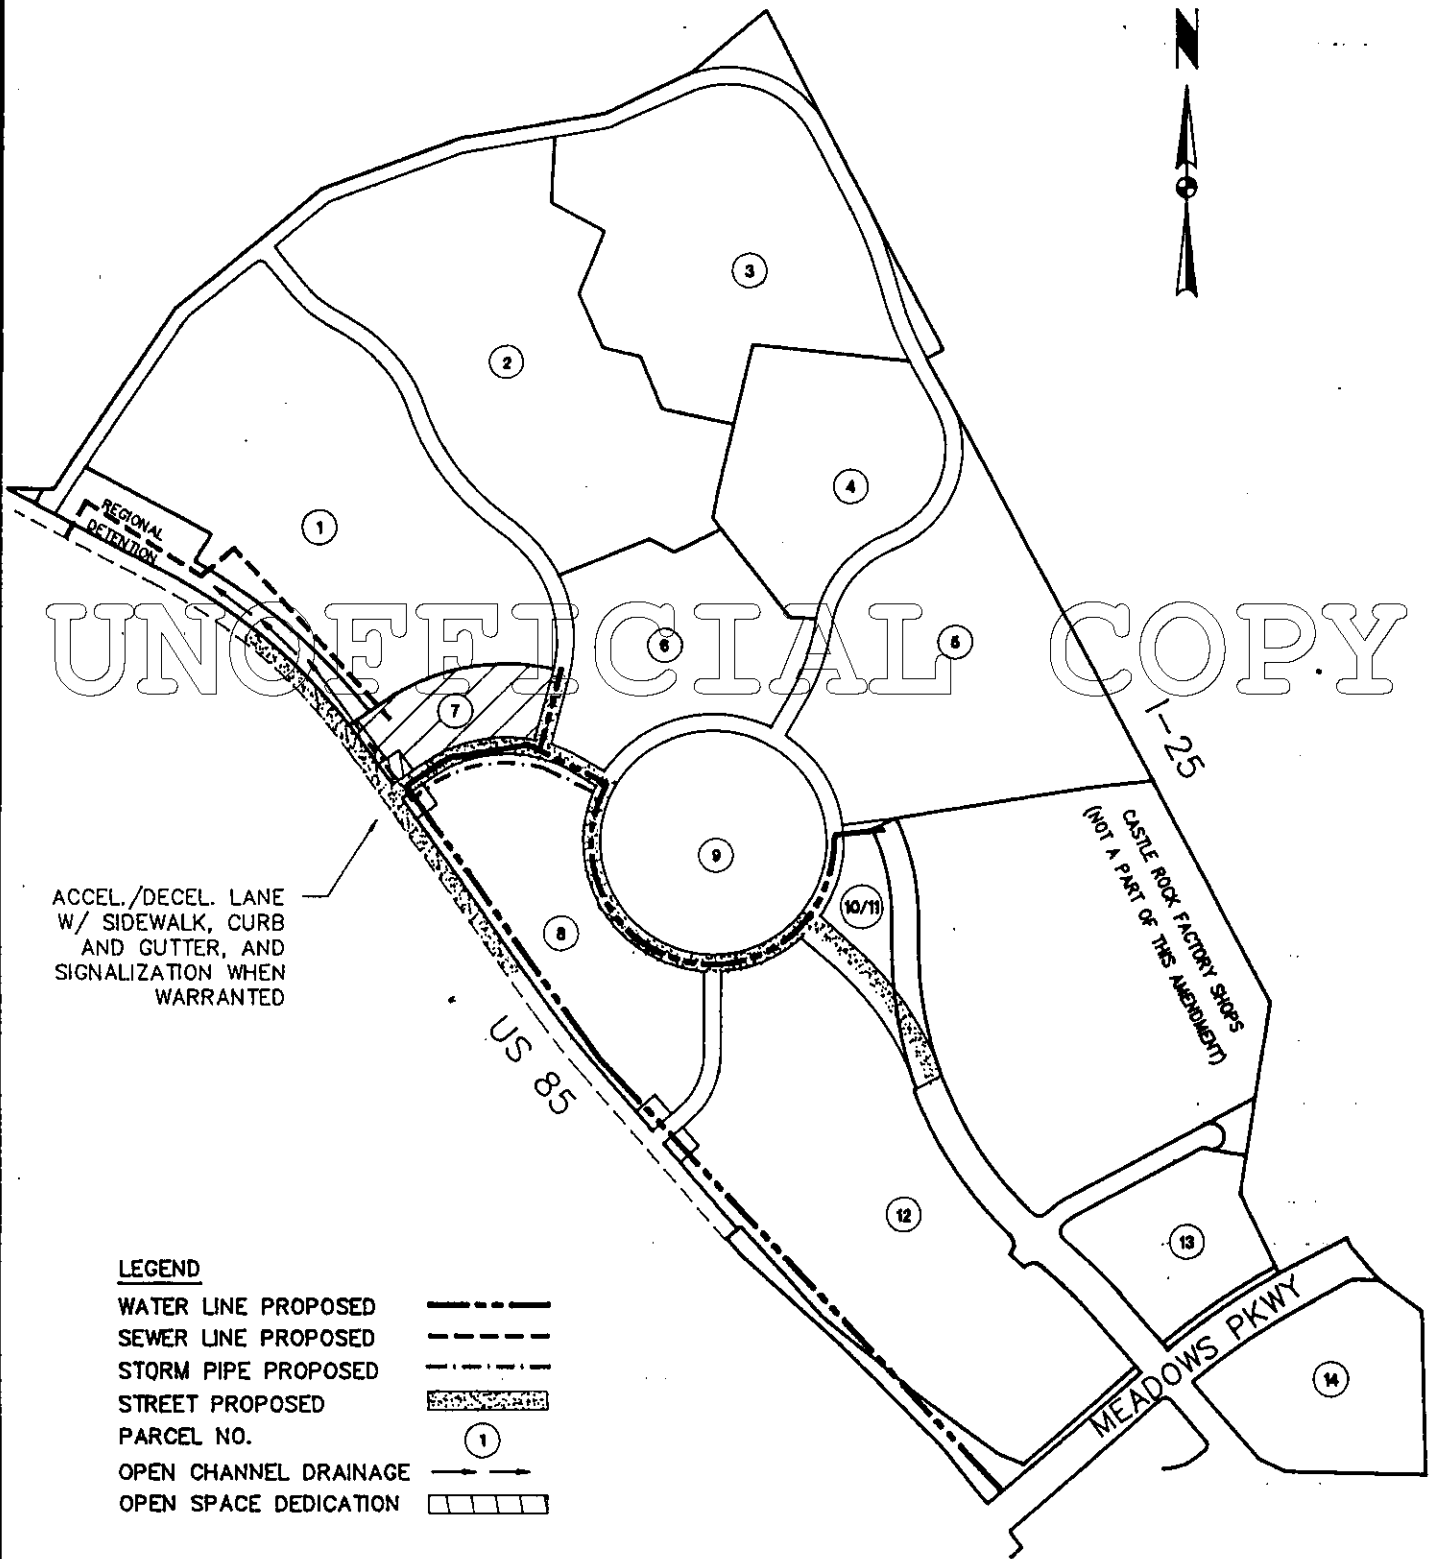 N
3
2
4
1
REGIONAL
DETENTION
UNOFFICIAL COPY
6
5
7
I-25
9
CASTLE ROCK FACTORY SHOPS
(NOT A PART OF THIS AMENDMENT)
10/11
8
ACCEL./DECEL. LANE
W/ SIDEWALK, CURB
AND GUTTER, AND
SIGNALIZATION WHEN
WARRANTED
US 85
12
13
MEADOWS PKWY
14
LEGEND
WATER LINE PROPOSED
SEWER LINE PROPOSED
STORM PIPE PROPOSED
STREET PROPOSED
PARCEL NO.
1
OPEN CHANNEL DRAINAGE
OPEN SPACE DEDICATION